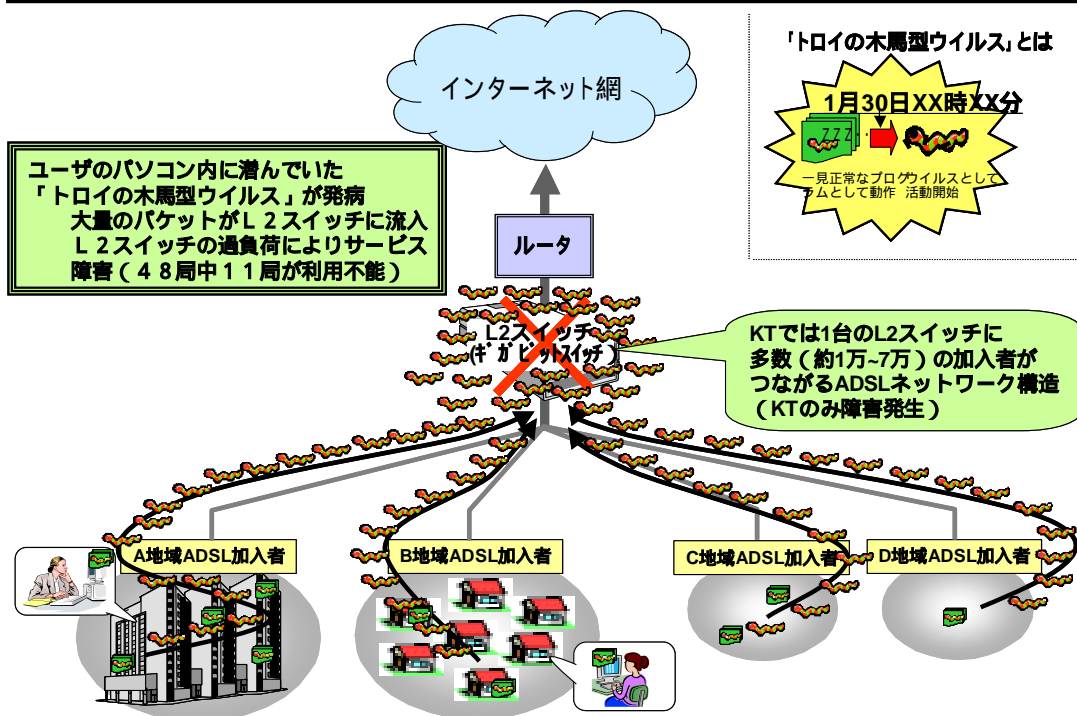 インターネット網
「トロイの木馬型ウイルス」とは
1月30日XX時XX分
ZZZ・・
一見正常なプログ
ラムとして動作
ウイルスとして
活動開始
ユーザのパソコン内に潜んでいた
「トロイの木馬型ウイルス」が発病
大量のパケットがL2スイッチに流入
L2スイッチの過負荷によりサービス
障害(48局中11局が利用不能)
ルータ
L2スイッチ
(ギガビットスイッチ)
KTでは1台のL2スイッチに
多数(約1万~7万)の加入者が
つながるADSLネットワーク構造
(KTのみ障害発生)
A地域ADSL加入者
B地域ADSL加入者
C地域ADSL加入者
D地域ADSL加入者